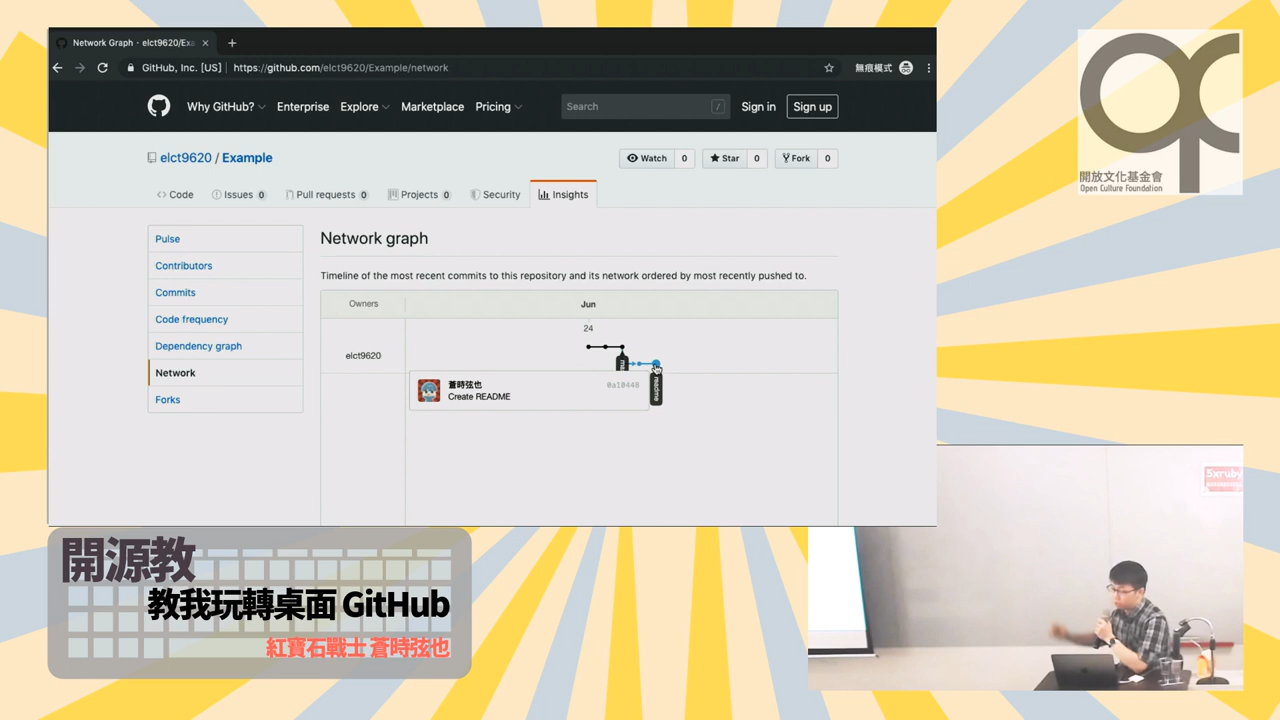 Network Graph · elct9620/Exa
GitHub, Inc. [US]
https://github.com/elct9620/Example/network
無痕模式
Why GitHub?
Enterprise
Explore
Marketplace
Pricing
Search
/
Sign in
Sign up
elct9620 / Example
Watch 0
Star 0
Fork 0
Code
Issues 0
Pull requests 0
Projects 0
Security
Insights
Pulse
Contributors
Commits
Code frequency
Dependency graph
Network
Forks
Network graph
Timeline of the most recent commits to this repository and its network ordered by most recently pushed to.
Owners
Jun
24
elct9620
蒼時弦也
0a10448
Create README
readme
開放文化基金會
Open Culture Foundation
5xruby
開源教
教我玩轉桌面 GitHub
紅寶石戰士 蒼時弦也